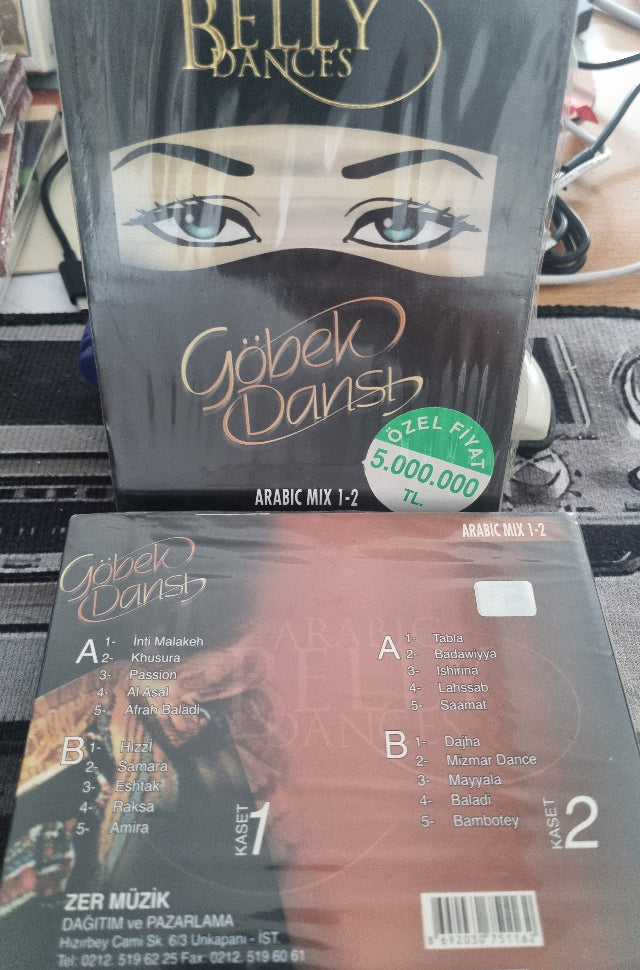 BELLY
DANCES
Göbek
Dansı
ÖZEL FİYAT
5.000.000
TL.
ARABIC MIX 1-2
ARABIC MIX 1-2
Göbek
Dansı
A
1- İnti Malakeh
2- Khusura
3- Passion
4- Al Asal
5- Afrah Baladi
B
1- Hizzi
2- Samara
3- Eshtak
4- Raksa
5- Amira
KASET 1
A
1- Tabla
2- Badawiyya
3- Ishirina
4- Lahssab
5- Saamat
B
1- Dajha
2- Mizmar Dance
3- Mayyala
4- Baladi
5- Bambotey
KASET 2
ARABIC
BELLY
DANCES
ZER MÜZİK
DAĞITIM ve PAZARLAMA
Hızırbey Cami Sk. 6/3 Unkapanı - İST.
Tel: 0212. 519 62 25 Fax: 0212. 519 60 61
8 692030 751162